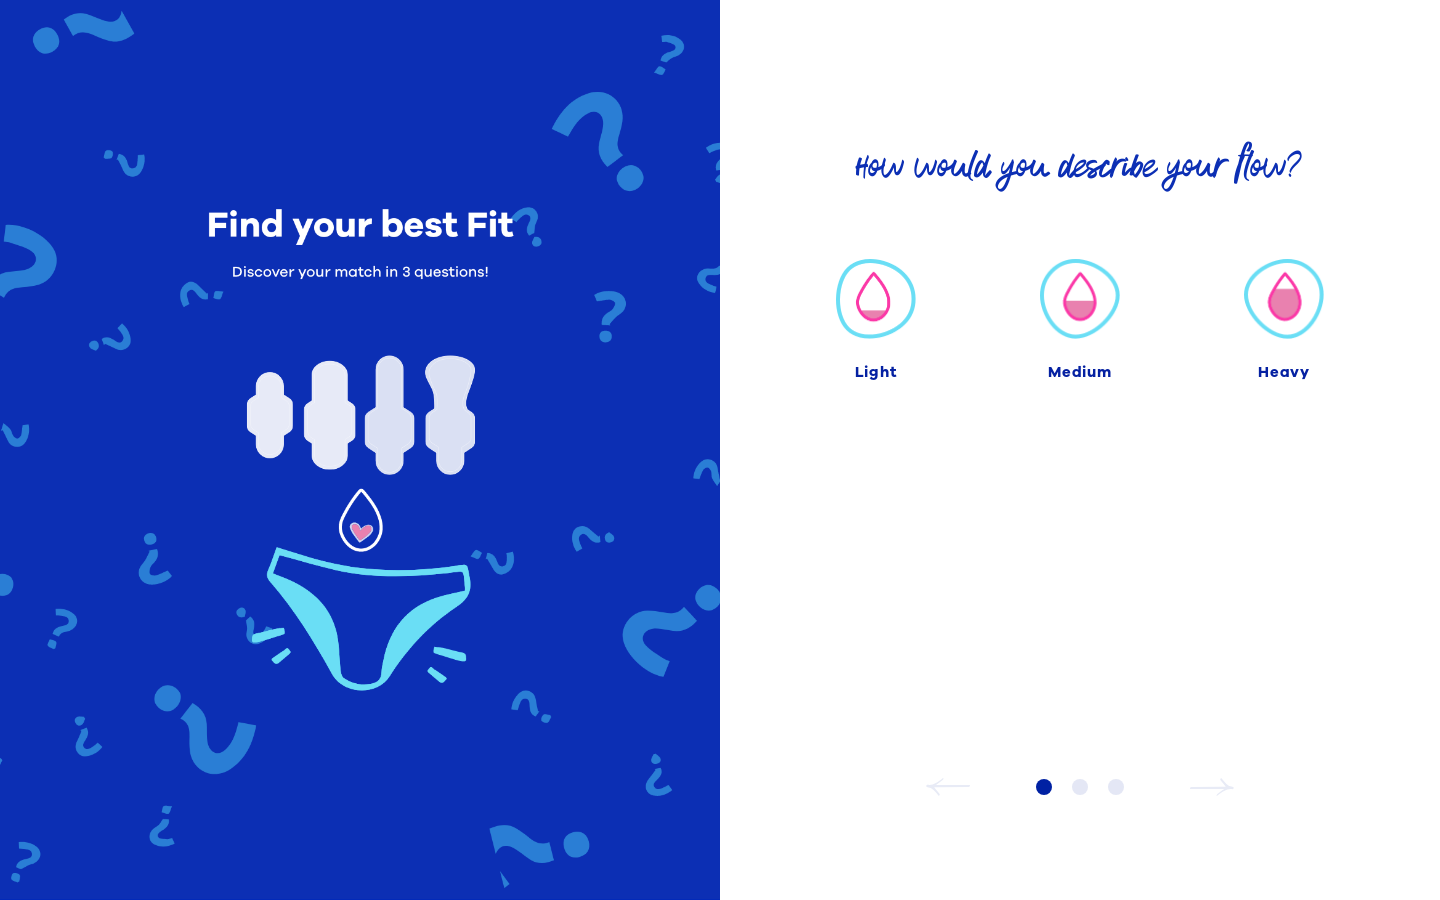 Find your best Fit
Discover your match in 3 questions!
How would you describe your flow?
Light
Medium
Heavy